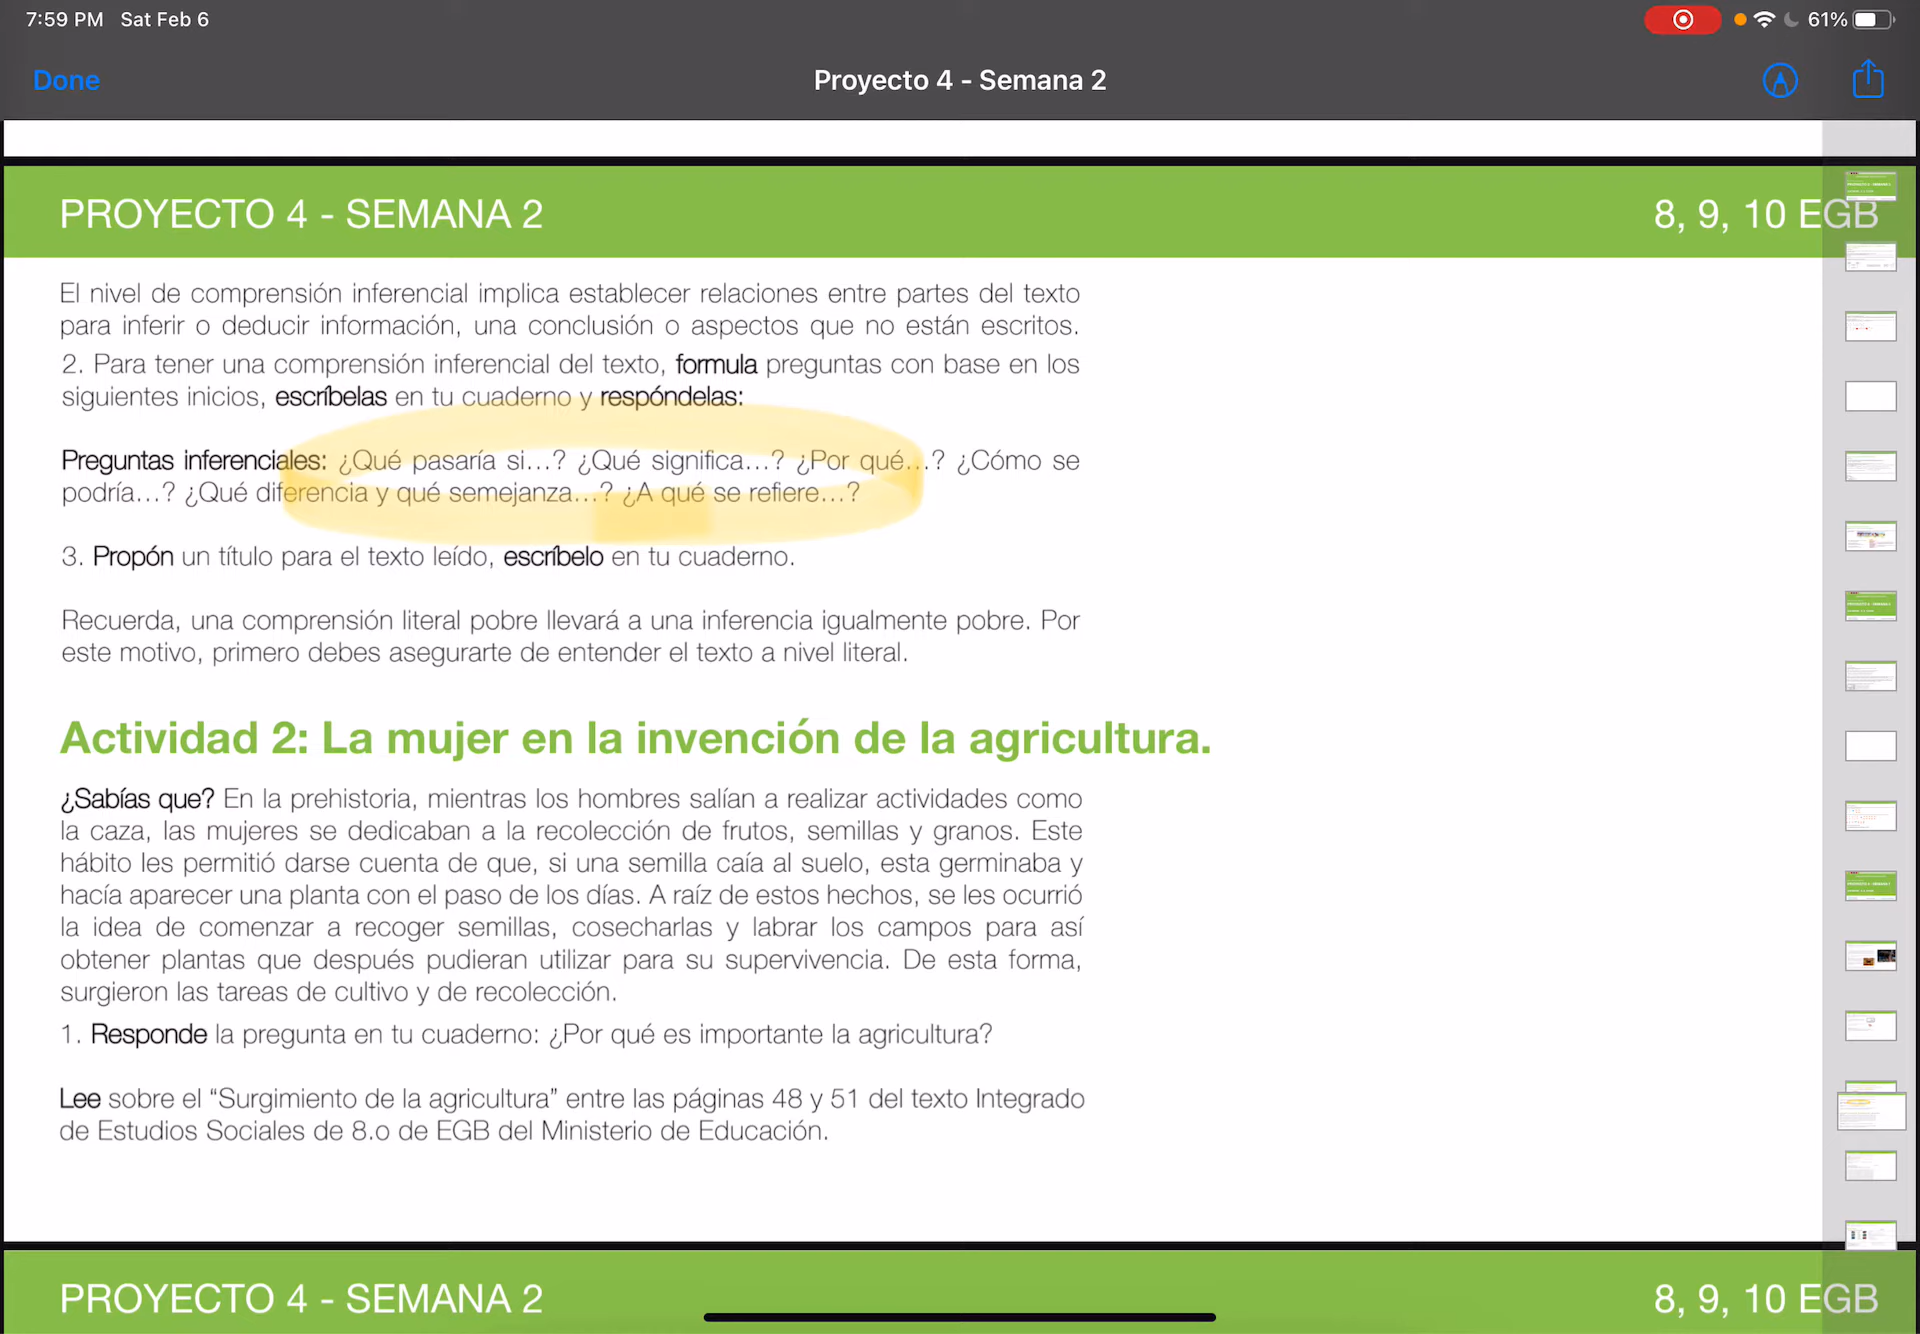 7:59 PM Sat Feb 6
61%
Done
Proyecto 4 - Semana 2
PROYECTO 4 - SEMANA 2
8, 9, 10 EGB
El nivel de comprensión inferencial implica establecer relaciones entre partes del texto
para inferir o deducir información, una conclusión o aspectos que no están escritos.
2. Para tener una comprensión inferencial del texto, formula preguntas con base en los
siguientes inicios, escríbelas en tu cuaderno y respóndelas:
Preguntas inferenciales: ¿Qué pasaría si...? ¿Qué significa...? ¿Por qué...? ¿Cómo se
podría...? ¿Qué diferencia y qué semejanza...? ¿A qué se refiere...?
3. Propón un título para el texto leído, escríbelo en tu cuaderno.
Recuerda, una comprensión literal pobre llevará a una inferencia igualmente pobre. Por
este motivo, primero debes asegurarte de entender el texto a nivel literal.
Actividad 2: La mujer en la invención de la agricultura.
¿Sabías que? En la prehistoria, mientras los hombres salían a realizar actividades como
la caza, las mujeres se dedicaban a la recolección de frutos, semillas y granos. Este
hábito les permitió darse cuenta de que, si una semilla caía al suelo, esta germinaba y
hacía aparecer una planta con el paso de los días. A raíz de estos hechos, se les ocurrió
la idea de comenzar a recoger semillas, cosecharlas y labrar los campos para así
obtener plantas que después pudieran utilizar para su supervivencia. De esta forma,
surgieron las tareas de cultivo y de recolección.
1. Responde la pregunta en tu cuaderno: ¿Por qué es importante la agricultura?
Lee sobre el “Surgimiento de la agricultura” entre las páginas 48 y 51 del texto Integrado
de Estudios Sociales de 8.o de EGB del Ministerio de Educación.
PROYECTO 4 - SEMANA 2
8, 9, 10 EGB